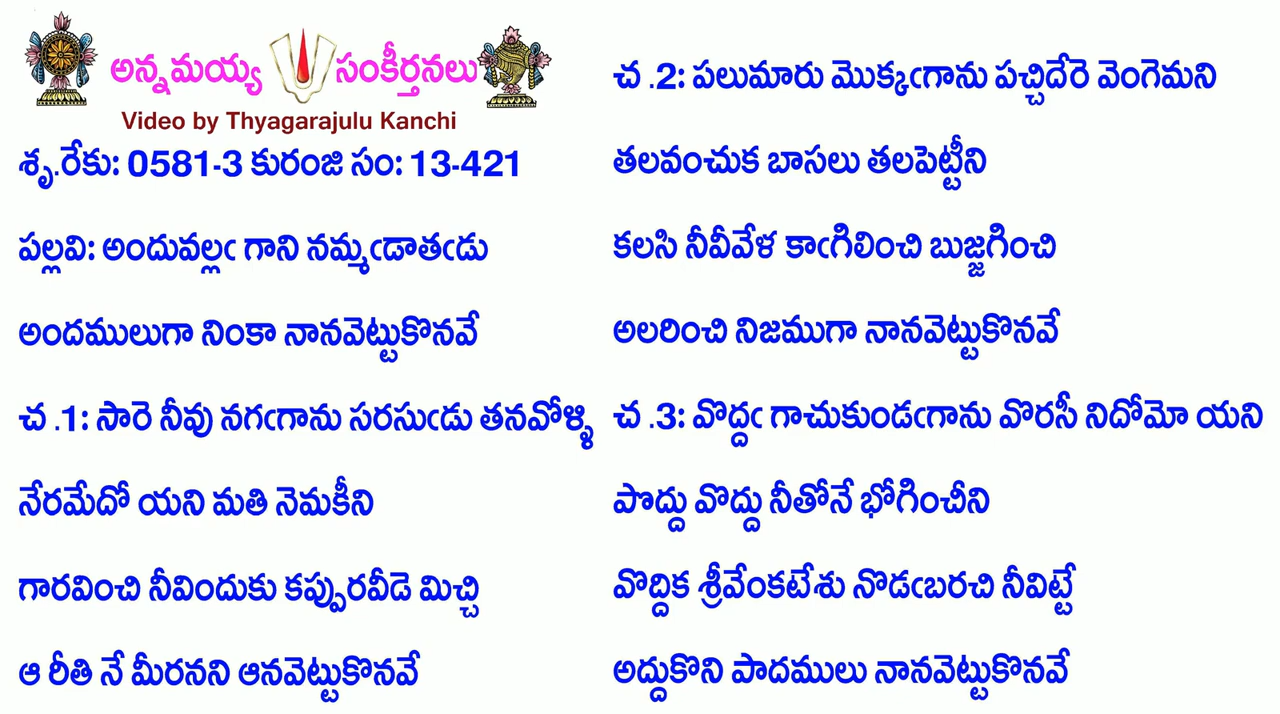 అన్నమయ్య సంకీర్తనలు
Video by Thyagarajulu Kanchi
శృ.రేకు: 0581-3 కురంజి సం: 13-421
పల్లవి: అందువల్లఁ గాని నమ్మఁడాతఁడు
అందములుగా నింకా నానవెట్టుకొనవే
చ .1: సారె నీవు నగఁగాను సరసుఁడు తనవోళ్ళి
నేరమేదో యని మతి నెమకీని
గారవించి నీవిందుకు కప్పురవీడె మిచ్చి
ఆ రీతి నే మీరనని ఆనవెట్టుకొనవే
చ .2: పలుమారు మొక్కఁగాను పచ్చిదేరె వెంగెమని
తలవంచుక బాసలు తలపెట్టీని
కలసి నీవీవేళ కాఁగిలించి బుజ్జగించి
అలరించి నిజముగా నానవెట్టుకొనవే
చ .3: వొద్దఁ గాచుకుండఁగాను వొరసీ నిదోమో యని
పొద్దు వొద్దు నీతోనే భోగించీని
వొద్దిక శ్రీవేంకటేశు నొడఁబరచి నీవిట్టే
అద్దుకొని పాదములు నానవెట్టుకొనవే